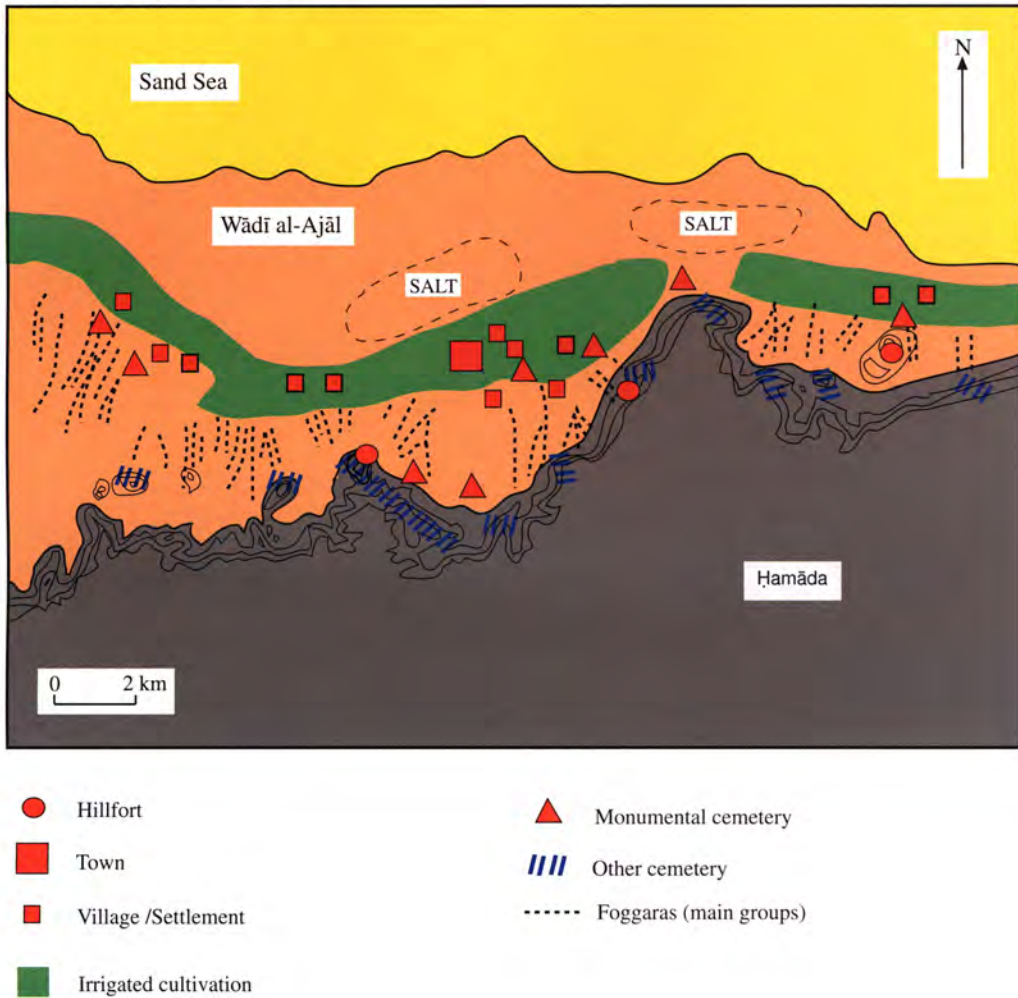 Sand Sea
N
Wādī al-Ajāl
SALT
SALT
Ḥamāda
0 2 km
Hillfort
Town
Village /Settlement
Irrigated cultivation
Monumental cemetery
Other cemetery
Foggaras (main groups)